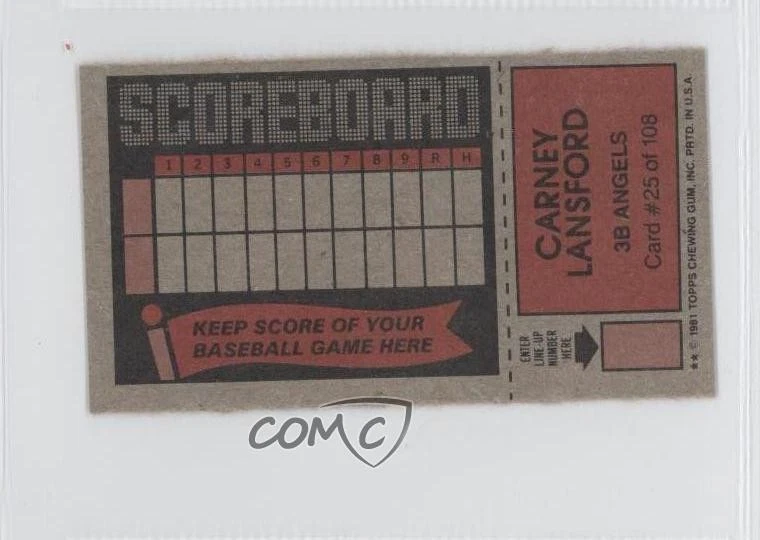 SCOREBOARD
1 2 3 4 5 6 7 8 9 R H
KEEP SCORE OF YOUR
BASEBALL GAME HERE
CARNEY
LANSFORD
3B ANGELS
Card #25 of 108
ENTER
LINE-UP
NUMBER
HERE
★★ © 1981 TOPPS CHEWING GUM, INC. PRTD. IN U.S.A.
COMC